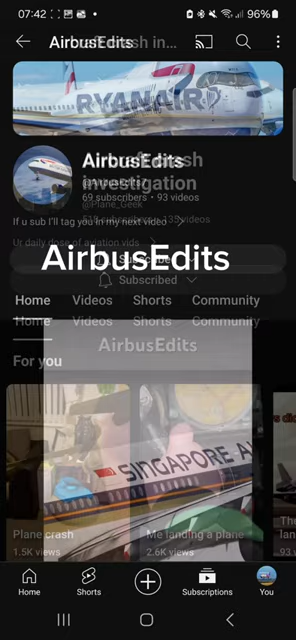 07:42
96%
AirbusEdits
RYANAIR
AirbusEdits
investigation
69 subscribers • 93 videos
@Plane_Geek
If u sub I'll tag you in my next video
Ur daily dose of aviation vids
AirbusEdits
Subscribed
Home Videos Shorts Community
Home Videos Shorts Community
AirbusEdits
For you
SINGAPORE
Plane crash
Me landing a plane
1.5K views
2.6K views
93
Home
Shorts
Subscriptions
You